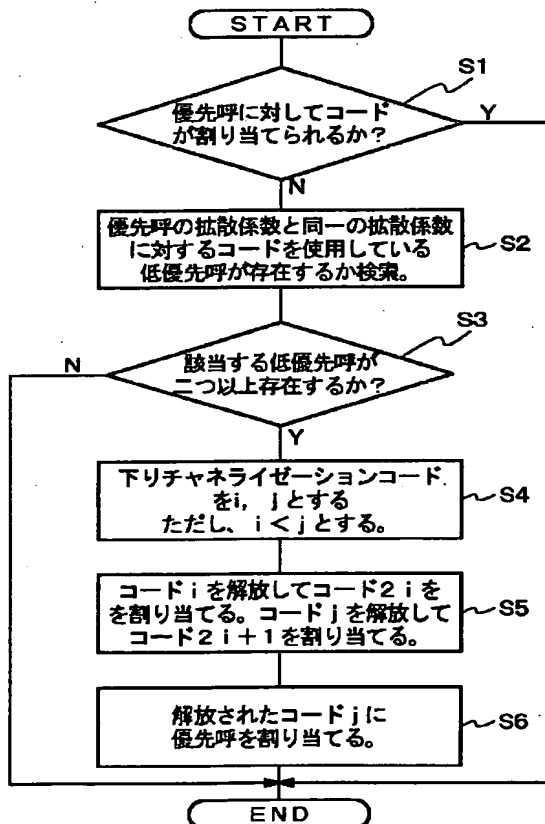 START
S1
優先呼に対してコード
が割り当てられるか？
Y
N
優先呼の拡散係数と同一の拡散係数
に対するコードを使用している
低優先呼が存在するか検索。
S2
S3
N
該当する低優先呼が
二つ以上存在するか？
Y
下りチャネライゼーションコード
をi, jとする
ただし、i＜jとする。
S4
コードiを解放してコード2iを
を割り当てる。コードjを解放して
コード2i＋1を割り当てる。
S5
解放されたコードjに
優先呼を割り当てる。
S6
END